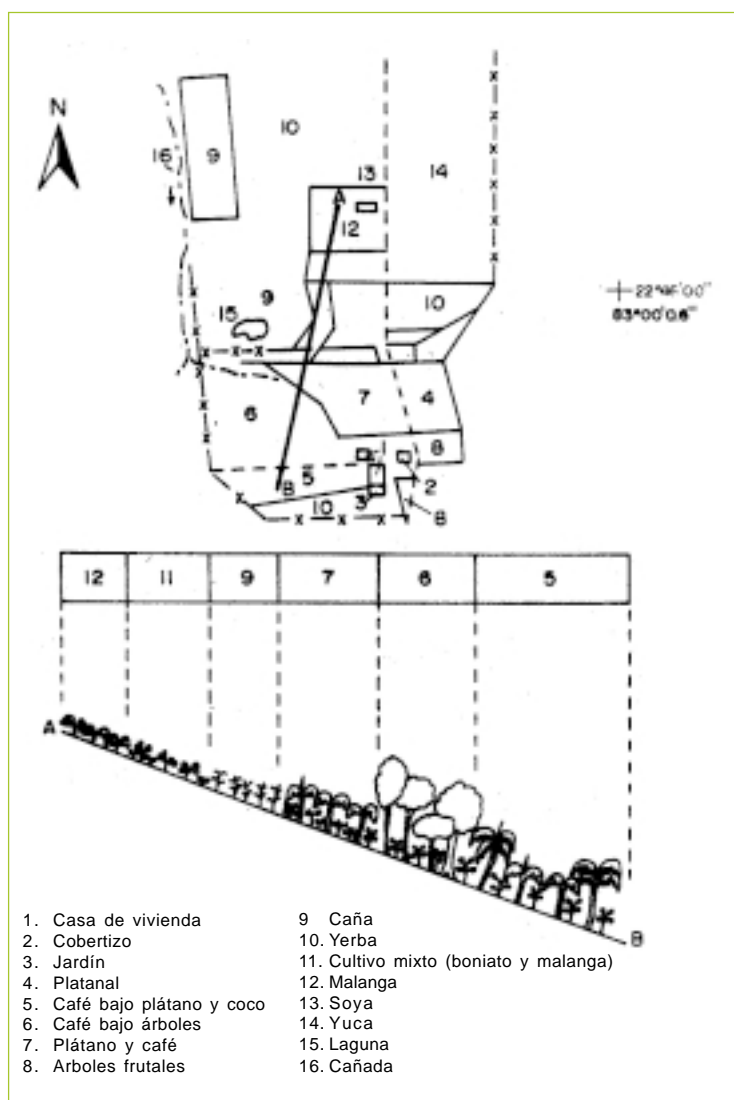 N
10
16
9
14
13
A
12
9
15
10
7
4
6
8
5
B
2
10
3
8
12 11 9 7 6 5
A
B
1. Casa de vivienda
2. Cobertizo
3. Jardín
4. Platanal
5. Café bajo plátano y coco
6. Café bajo árboles
7. Plátano y café
8. Arboles frutales
9 Caña
10. Yerba
11. Cultivo mixto (boniato y malanga)
12. Malanga
13. Soya
14. Yuca
15. Laguna
16. Cañada